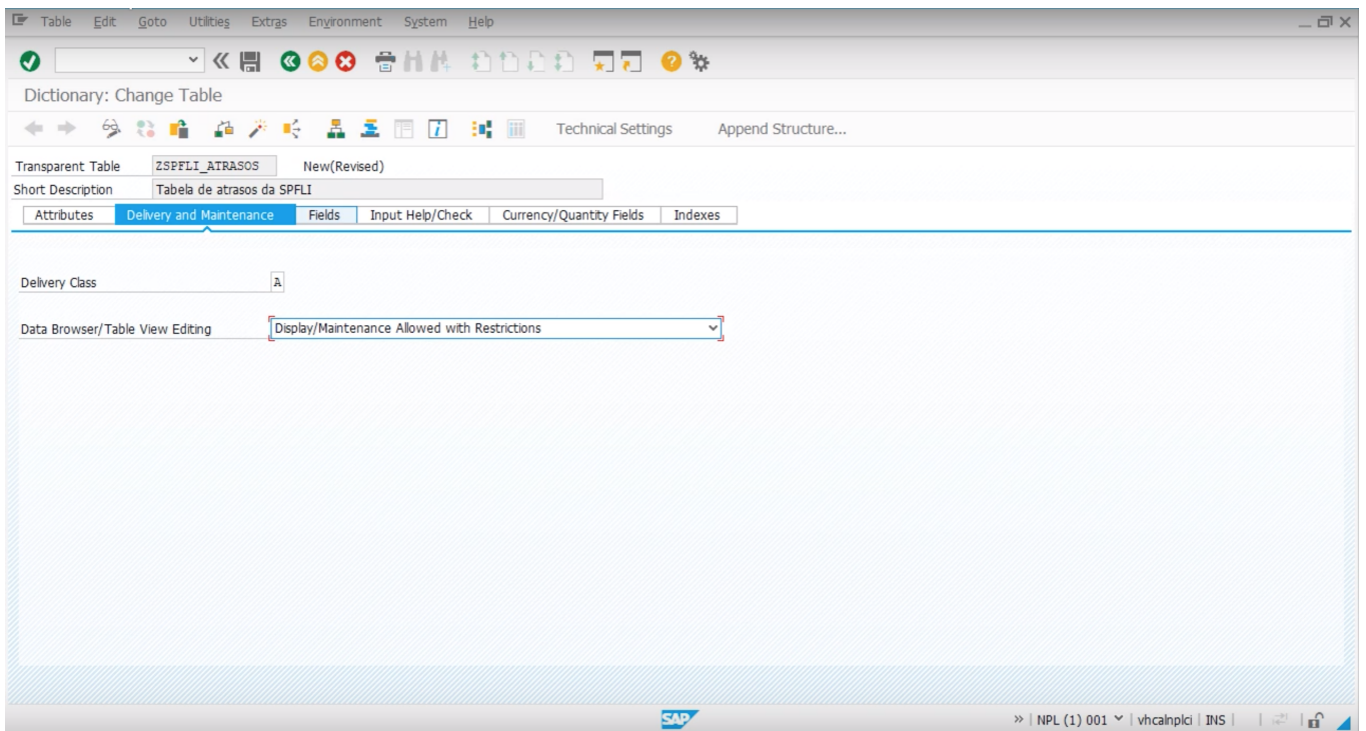 Table Edit Goto Utilities Extras Environment System Help
Dictionary: Change Table
Technical Settings Append Structure...
Transparent Table ZSPFLI_ATRASOS New(Revised)
Short Description Tabela de atrasos da SPFLI
Attributes Delivery and Maintenance Fields Input Help/Check Currency/Quantity Fields Indexes
Delivery Class A
Data Browser/Table View Editing Display/Maintenance Allowed with Restrictions
SAP » | NPL (1) 001 | vhcalnplci | INS |